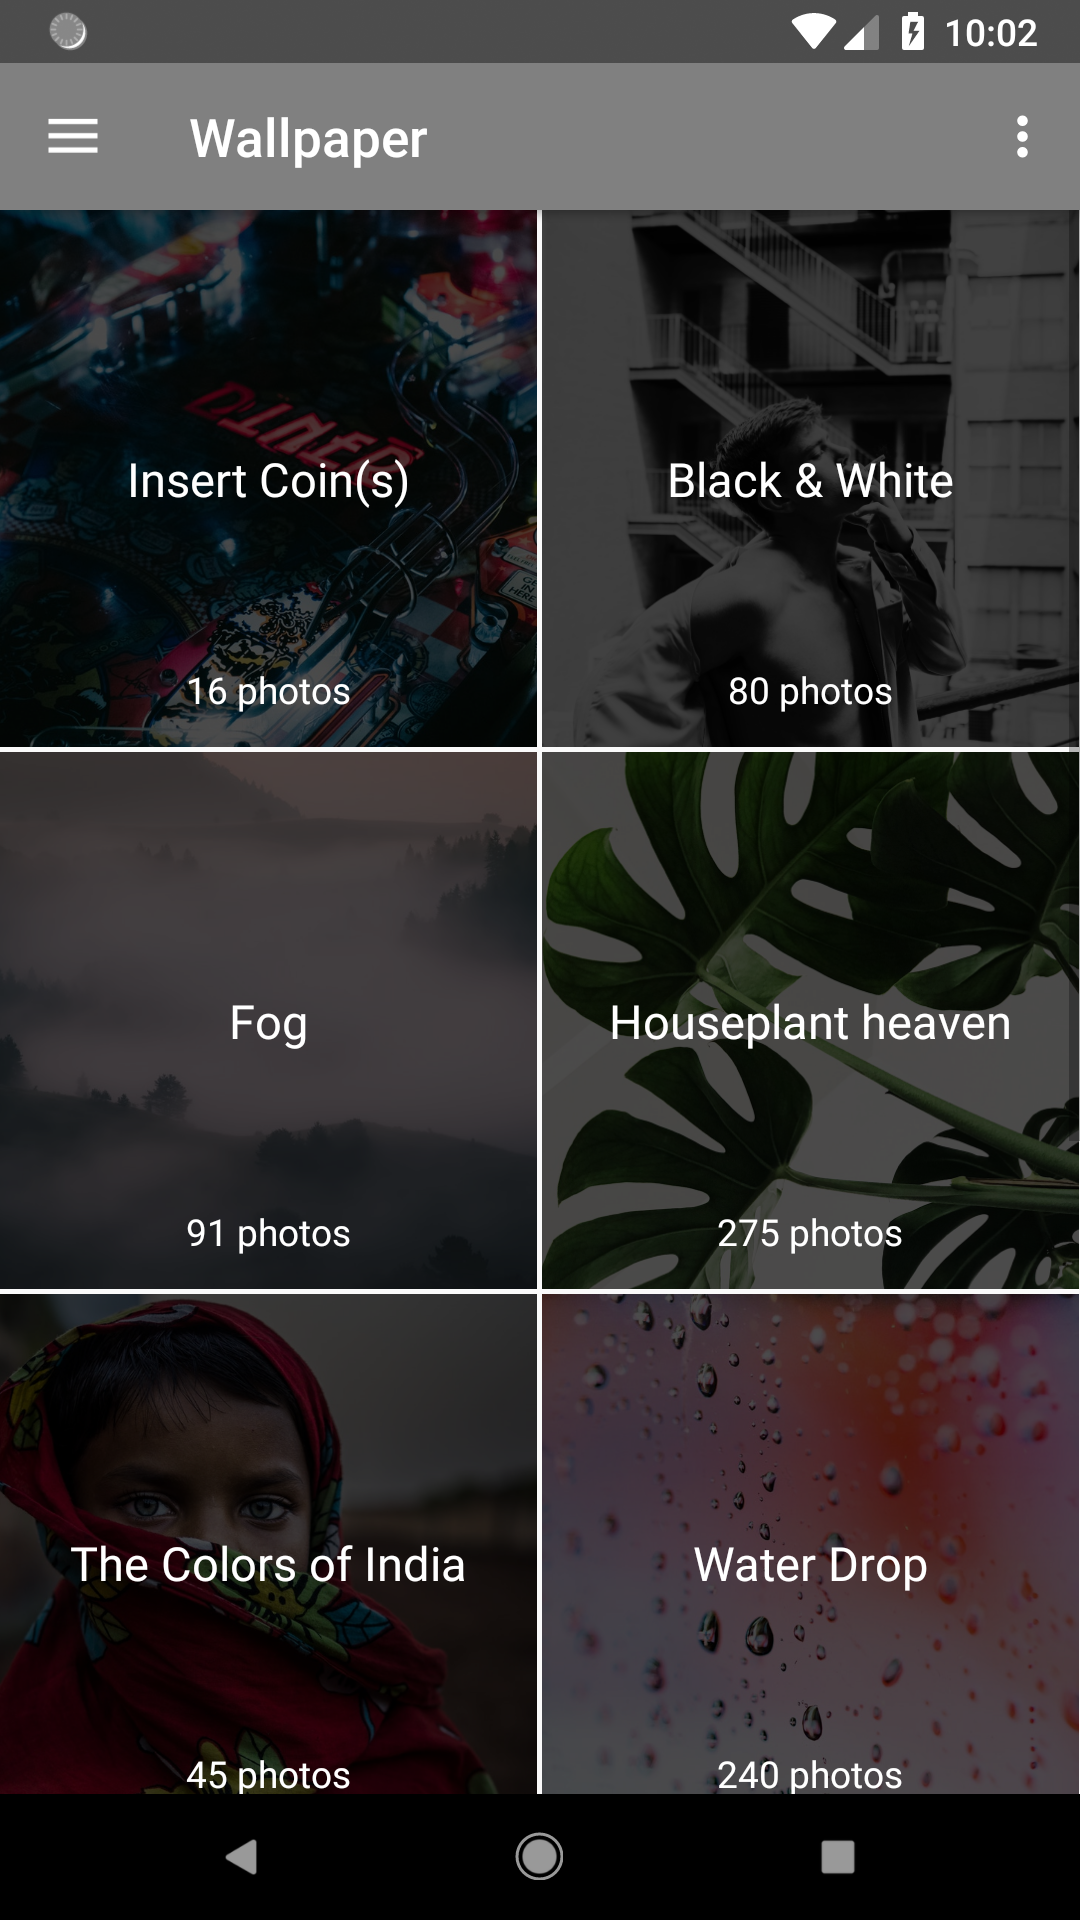 10:02
Wallpaper
DINER
Insert Coin(s)
16 photos
Black & White
80 photos
Fog
91 photos
Houseplant heaven
275 photos
The Colors of India
45 photos
Water Drop
240 photos